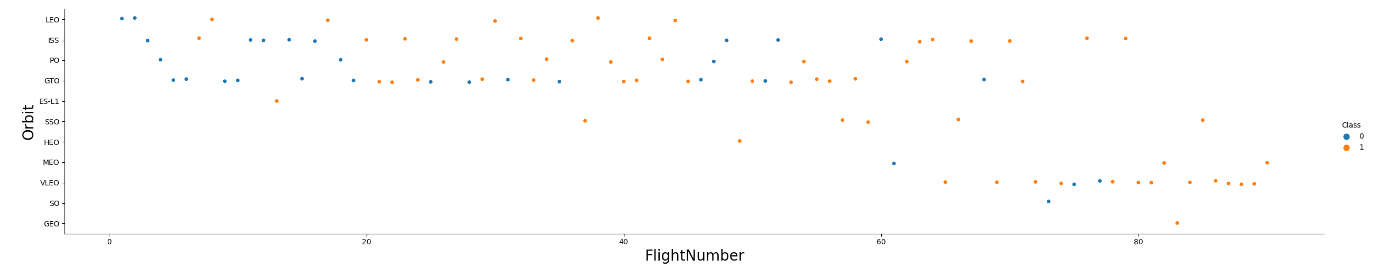 LEO
ISS
PO
GTO
ES-L1
SSO
HEO
MEO
VLEO
SO
GEO
Orbit
0 20 40 60 80
FlightNumber
Class
0
1